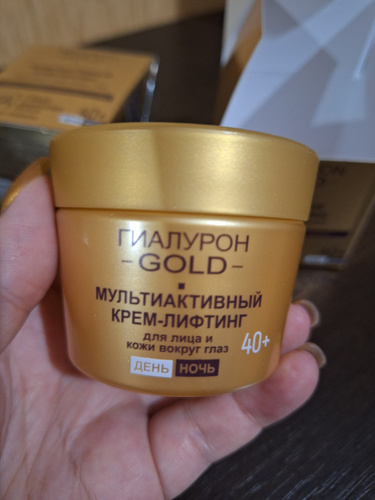 ГИАЛУРОН
-GOLD-
МУЛЬТИАКТИВНЫЙ
КРЕМ-ЛИФТИНГ
для лица и
кожи вокруг глаз
40+
ДЕНЬ НОЧЬ